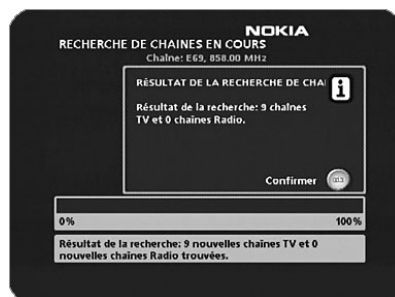 NOKIA
RECHERCHE DE CHAINES EN COURS
Chaîne: E69, 858.00 MHz
RÉSULTAT DE LA RECHERCHE DE CHA
i
Résultat de la recherche: 9 chaînes
TV et 0 chaînes Radio.
Confirmer
0% 100%
Résultat de la recherche: 9 nouvelles chaînes TV et 0
nouvelles chaînes Radio trouvées.